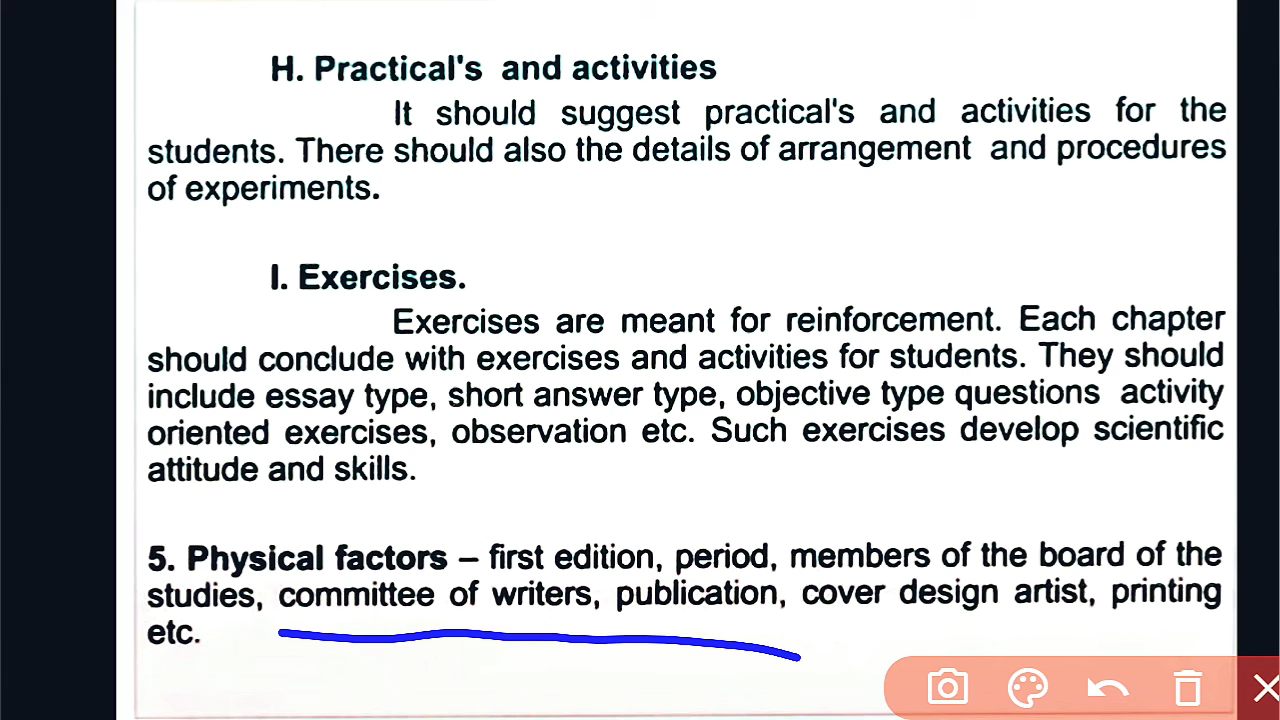 H. Practical's and activities
It should suggest practical's and activities for the
students. There should also the details of arrangement and procedures
of experiments.
I. Exercises.
Exercises are meant for reinforcement. Each chapter
should conclude with exercises and activities for students. They should
include essay type, short answer type, objective type questions activity
oriented exercises, observation etc. Such exercises develop scientific
attitude and skills.
5. Physical factors – first edition, period, members of the board of the
studies, committee of writers, publication, cover design artist, printing
etc.